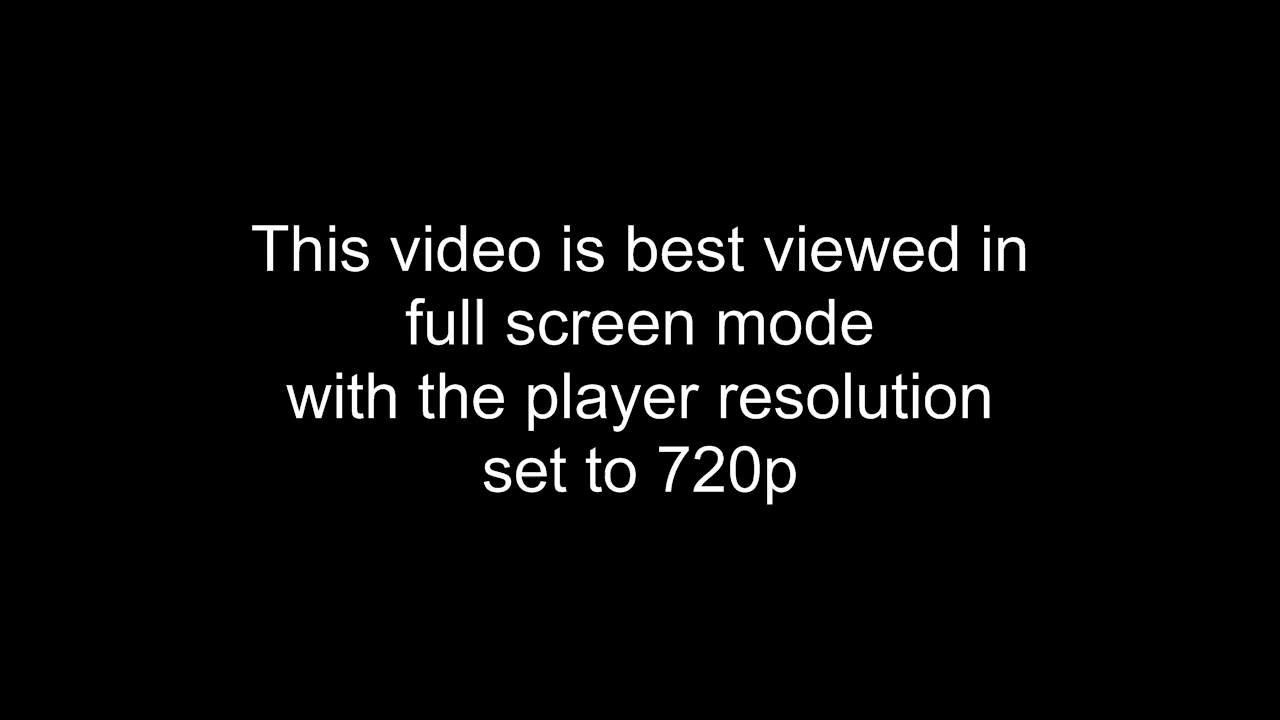 This video is best viewed in
full screen mode
with the player resolution
set to 720p